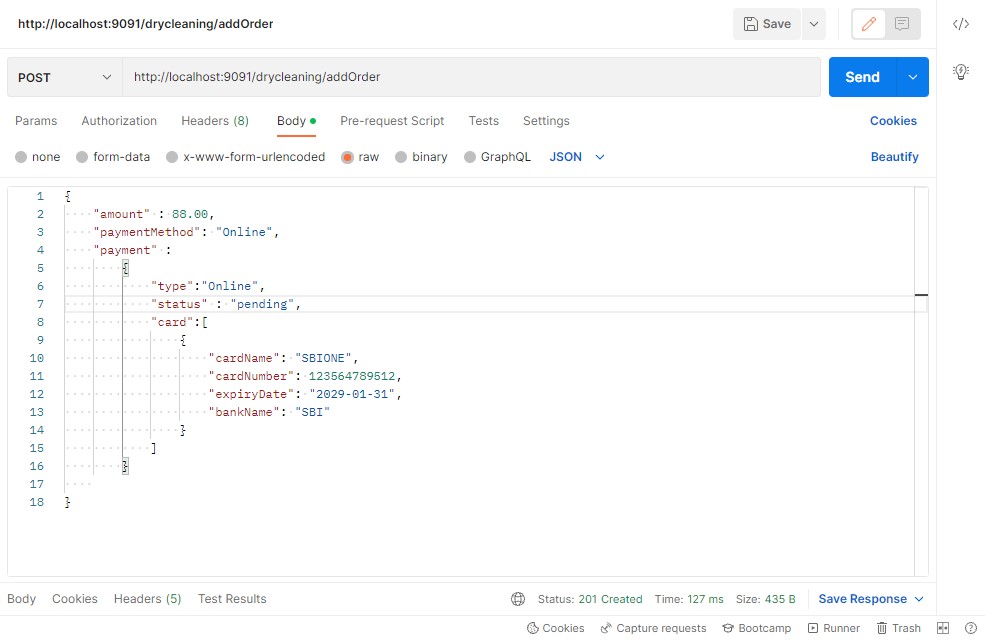 http://localhost:9091/drycleaning/addOrder Save </>
POST http://localhost:9091/drycleaning/addOrder Send
Params Authorization Headers (8) Body Pre-request Script Tests Settings Cookies
none form-data x-www-form-urlencoded raw binary GraphQL JSON Beautify
1 {
2 "amount" : 88.00,
3 "paymentMethod": "Online",
4 "payment" :
5 {
6 "type":"Online",
7 "status" : "pending",
8 "card":[
9 {
10 "cardName": "SBIONE",
11 "cardNumber": 123564789512,
12 "expiryDate": "2029-01-31",
13 "bankName": "SBI"
14 }
15 ]
16 }
17
18 }
Body Cookies Headers (5) Test Results Status: 201 Created Time: 127 ms Size: 435 B Save Response
Cookies Capture requests Bootcamp Runner Trash